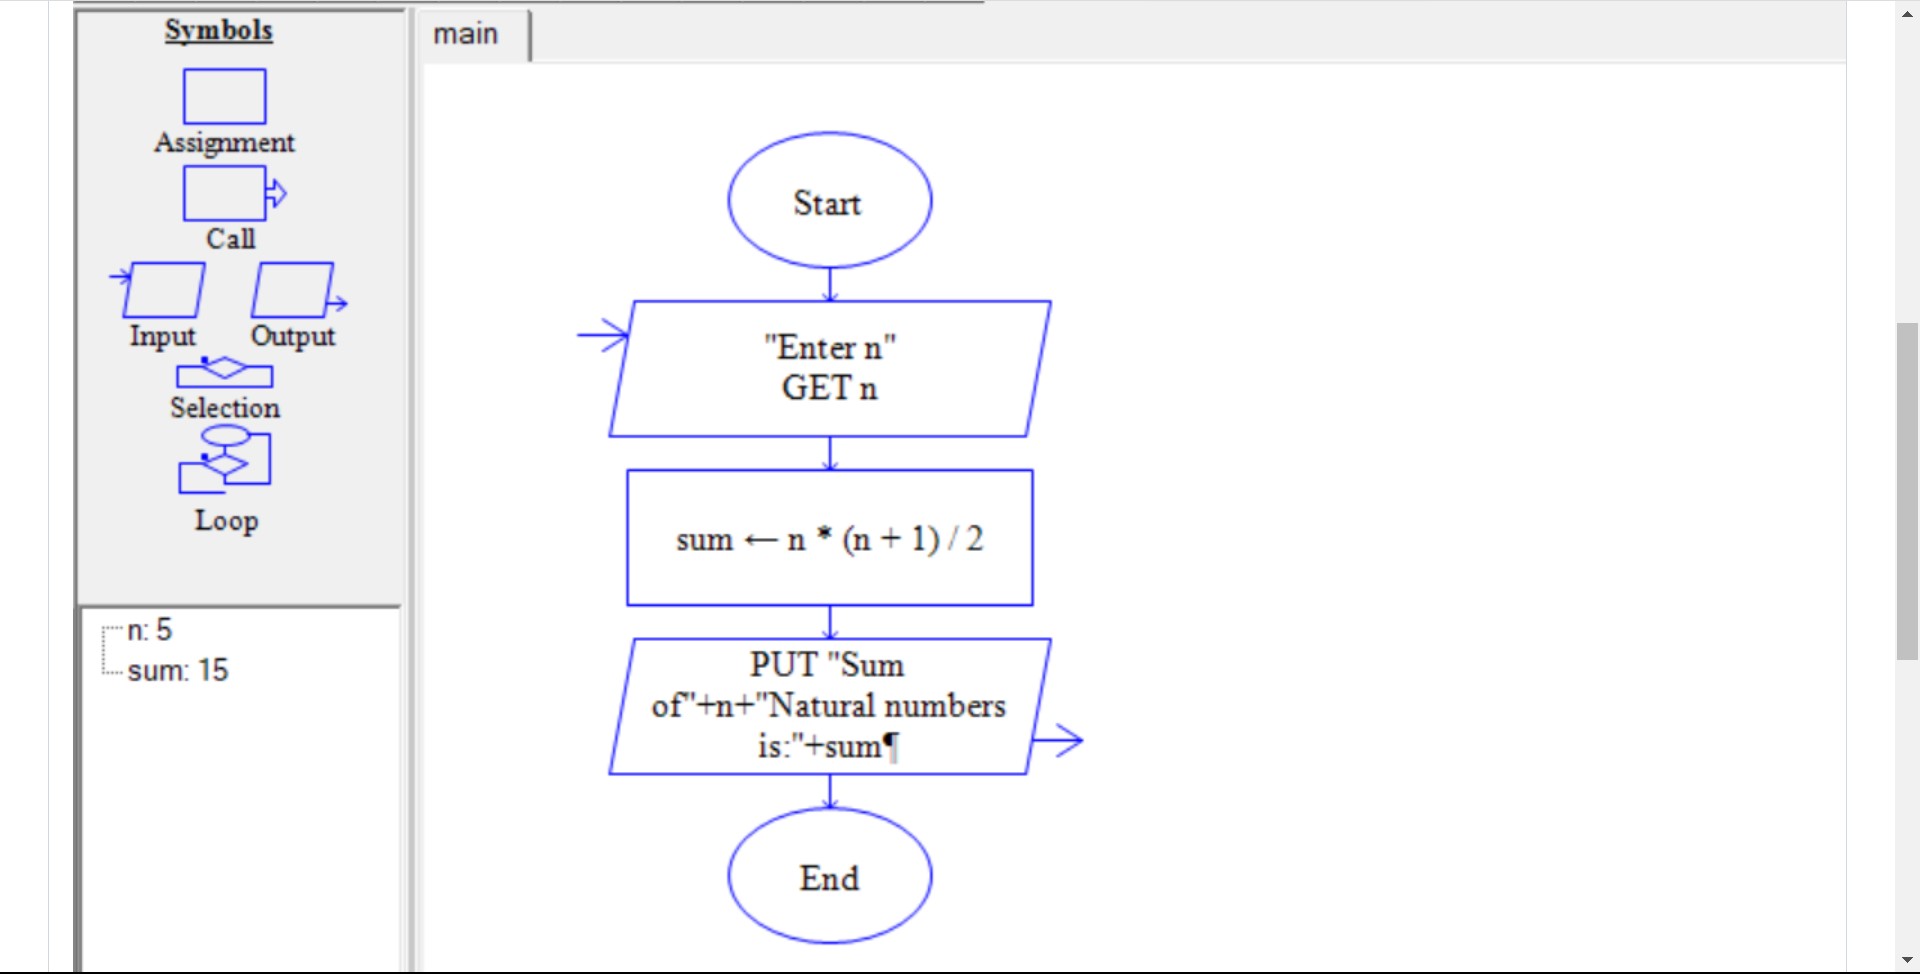 Symbols
Assignment
Call
Input Output
Selection
Loop
n: 5
sum: 15
main
Start
"Enter n"
GET n
sum ← n * (n + 1) / 2
PUT "Sum
of"+n+"Natural numbers
is:"+sum¶
End